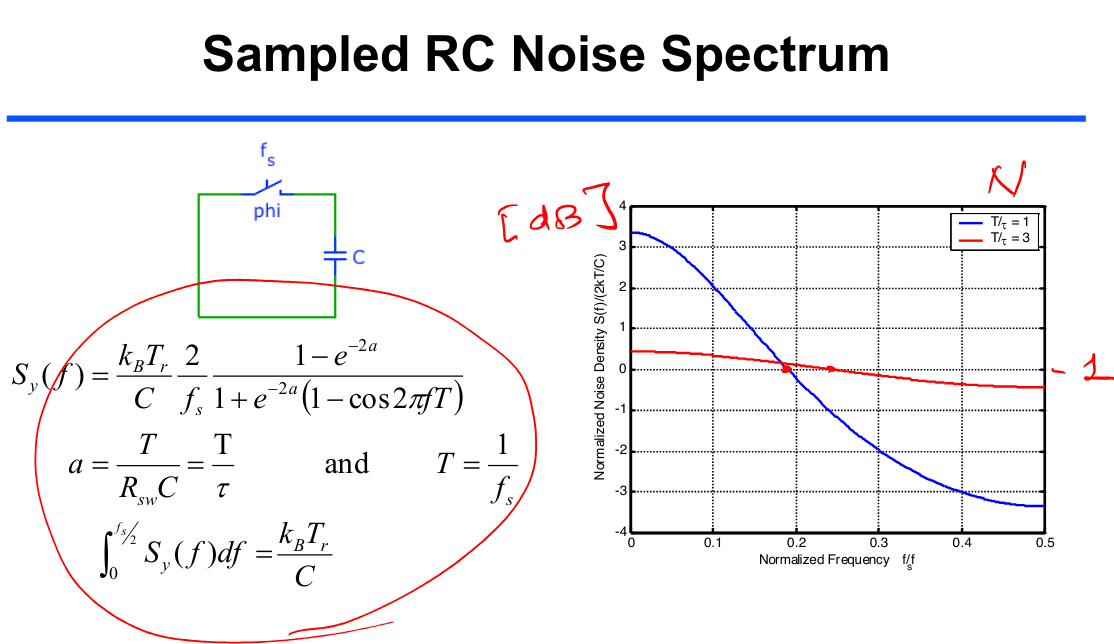 Sampled RC Noise Spectrum
f_s
phi
C
S_y(f) = \frac{k_B T_r}{C} \frac{2}{f_s} \frac{1 - e^{-2a}}{1 + e^{-2a}(1 - \cos 2\pi fT)}
a = \frac{T}{R_{sw}C} = \frac{T}{\tau} and T = \frac{1}{f_s}
\int_0^{f_s/2} S_y(f)df = \frac{k_B T_r}{C}
[dB]
N
T/τ = 1
T/τ = 3
Normalized Noise Density S(f)/(2kT/C)
4
3
2
1
0
-1
-2
-3
-4
- 1
0 0.1 0.2 0.3 0.4 0.5
Normalized Frequency f_s/f